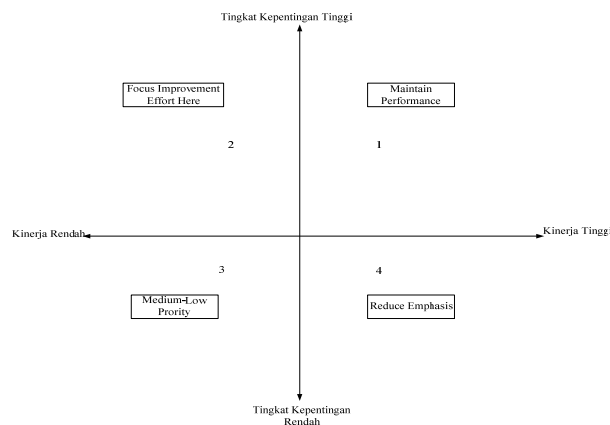 Tingkat Kepentingan Tinggi
Focus Improvement
Effort Here
Maintain
Performance
2
1
Kinerja Rendah
Kinerja Tinggi
3
4
Medium-Low
Prority
Reduce Emphasis
Tingkat Kepentingan
Rendah